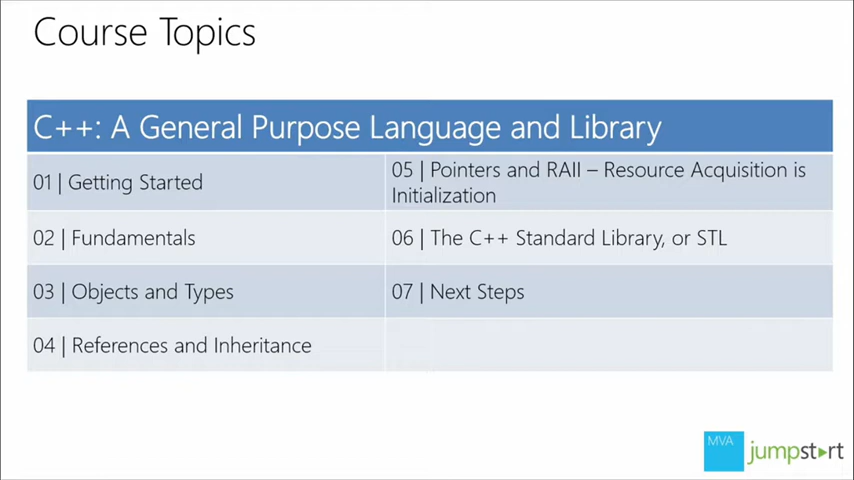 Course Topics
C++: A General Purpose Language and Library
01 | Getting Started
02 | Fundamentals
03 | Objects and Types
04 | References and Inheritance
05 | Pointers and RAII – Resource Acquisition is
Initialization
06 | The C++ Standard Library, or STL
07 | Next Steps
MVA
jumpstart